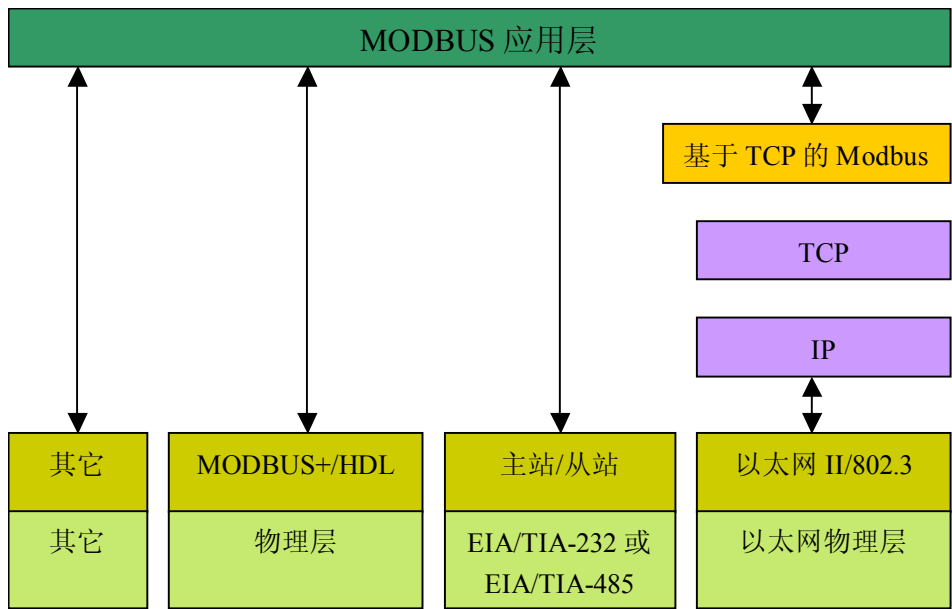 MODBUS 应用层
基于 TCP 的 Modbus
TCP
IP
其它
MODBUS+/HDL
主站/从站
以太网 II/802.3
其它
物理层
EIA/TIA-232 或
EIA/TIA-485
以太网物理层